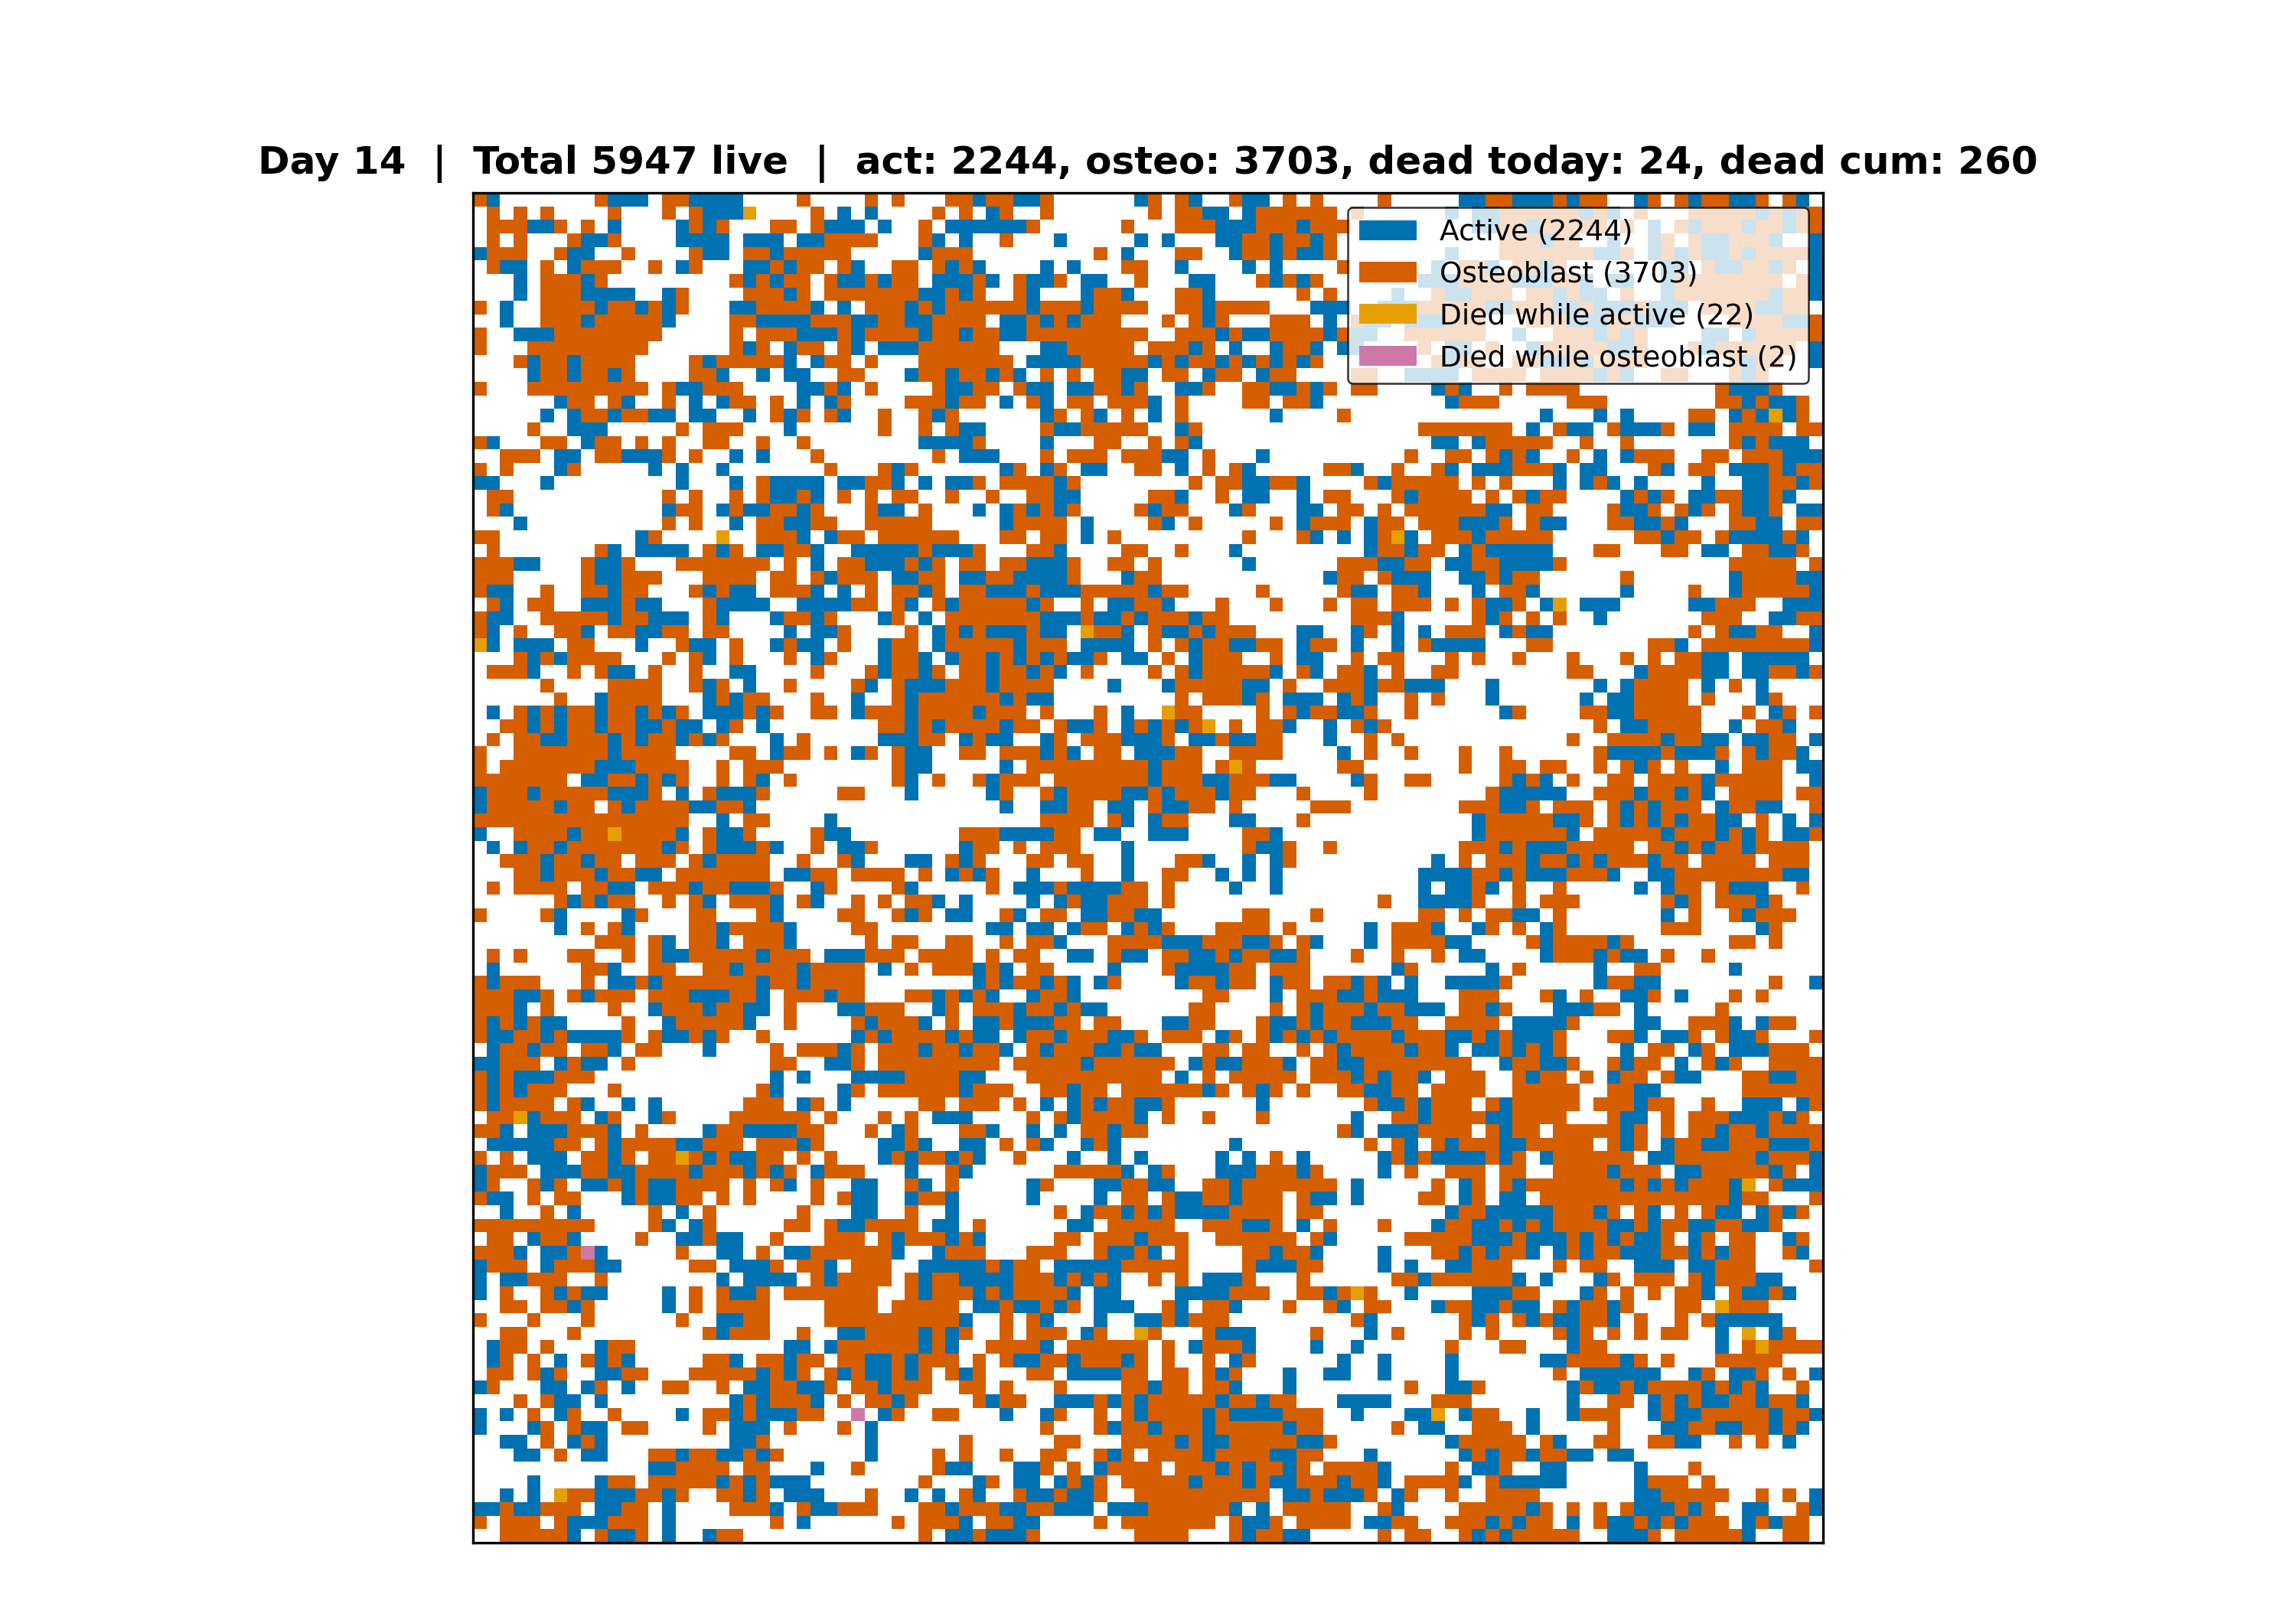 Day 14 | Total 5947 live | act: 2244, osteo: 3703, dead today: 24, dead cum: 260
Active (2244)
Osteoblast (3703)
Died while active (22)
Died while osteoblast (2)